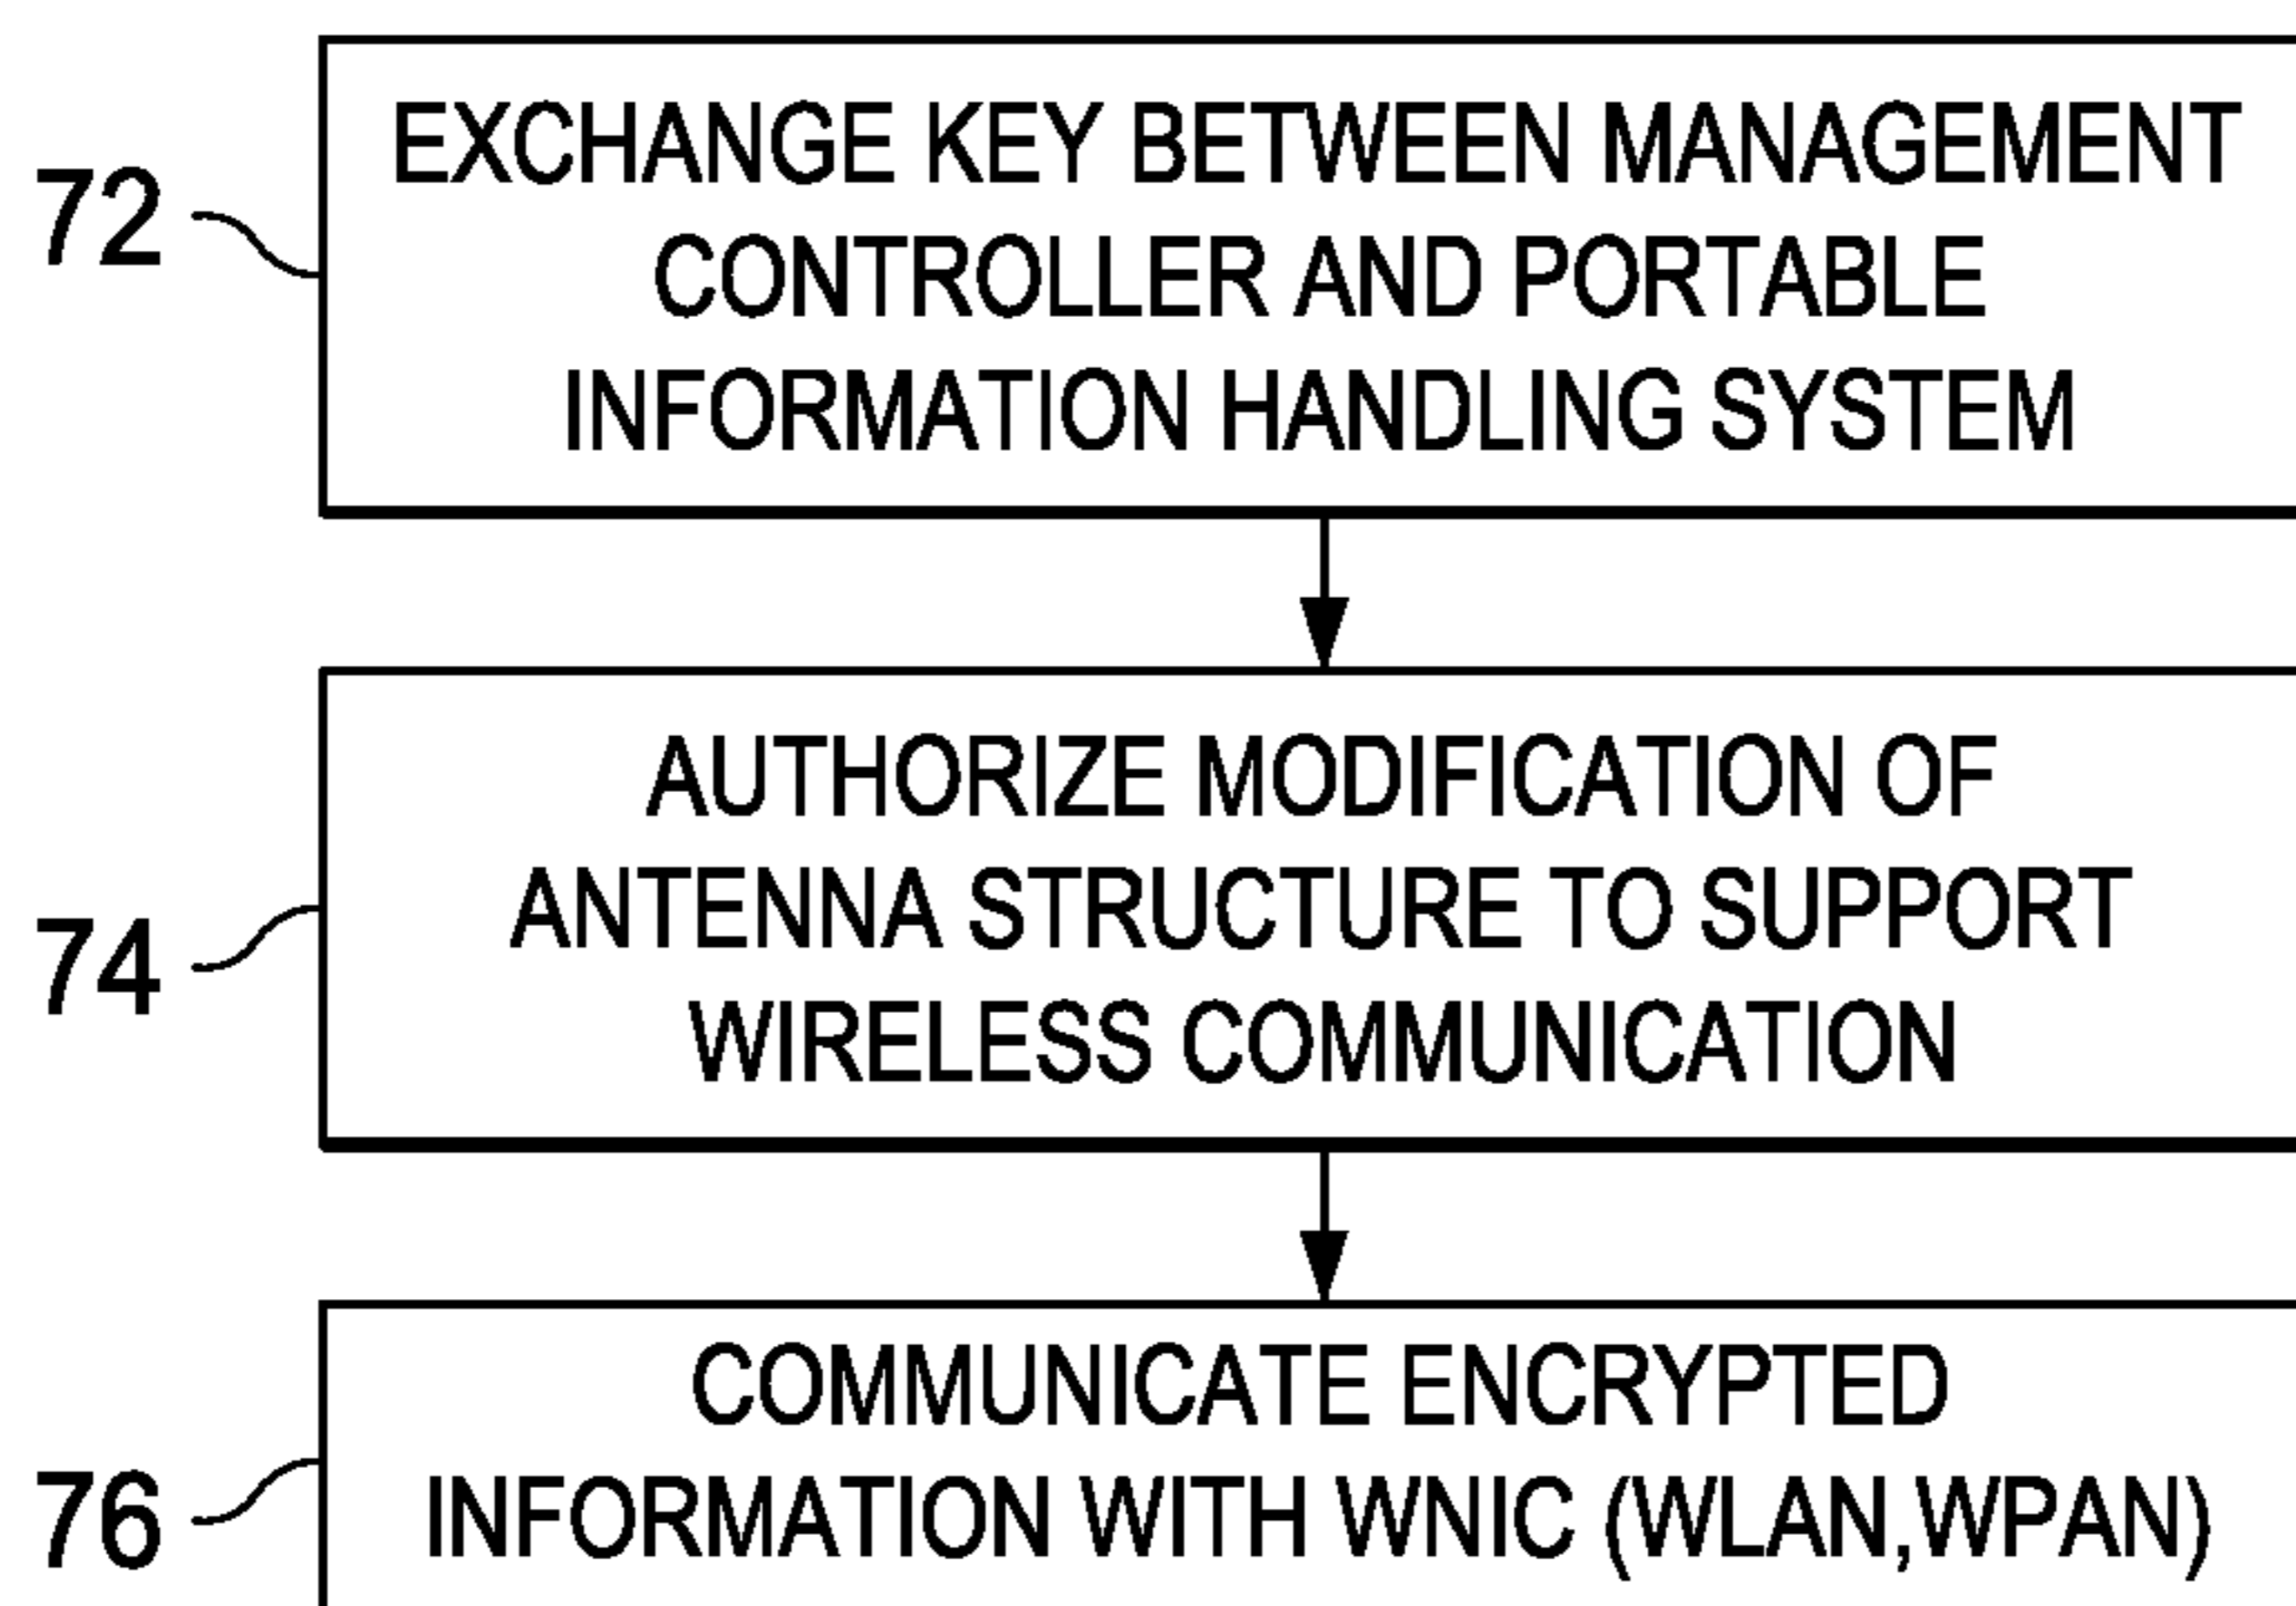 72
EXCHANGE KEY BETWEEN MANAGEMENT
CONTROLLER AND PORTABLE
INFORMATION HANDLING SYSTEM
74
AUTHORIZE MODIFICATION OF
ANTENNA STRUCTURE TO SUPPORT
WIRELESS COMMUNICATION
76
COMMUNICATE ENCRYPTED
INFORMATION WITH WNIC (WLAN,WPAN)